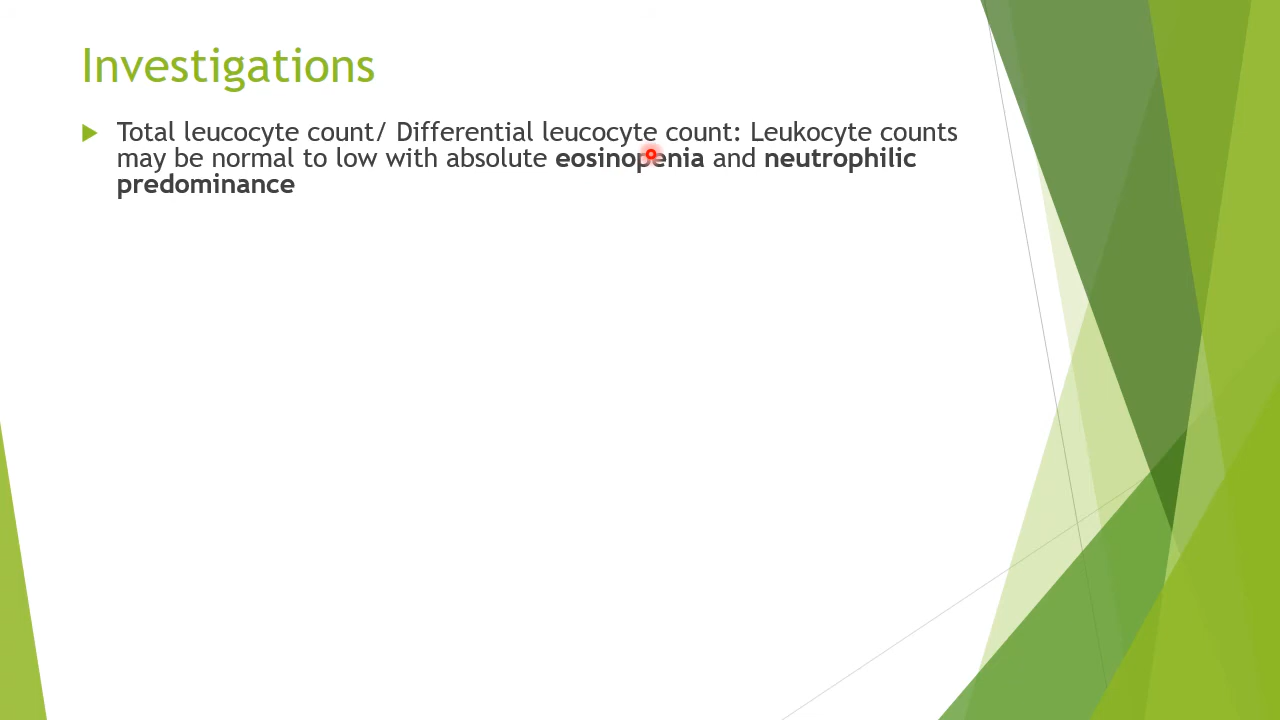 Investigations
Total leucocyte count/ Differential leucocyte count: Leukocyte counts
may be normal to low with absolute eosinopenia and neutrophilic
predominance